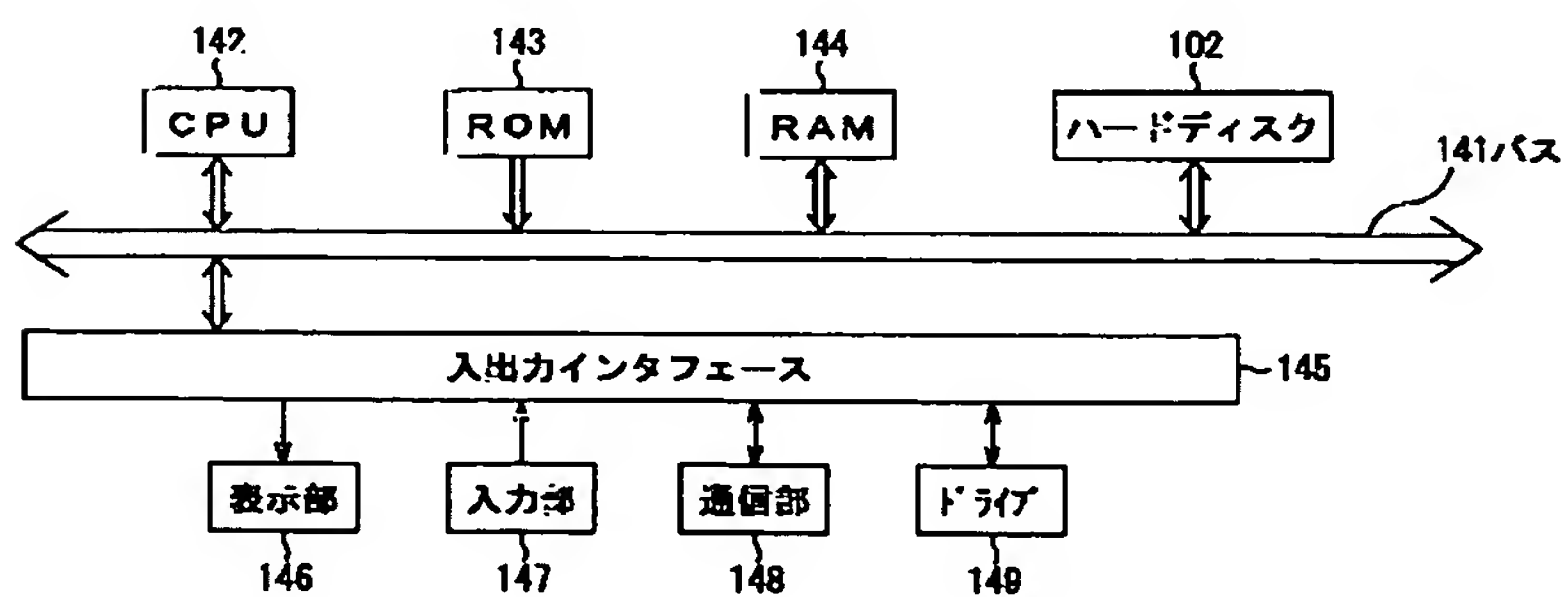 142 143 144 102
CPU ROM RAM ハードディスク
141バス
入出力インタフェース 145
表示部 入力部 通信部 ドライブ
146 147 148 149